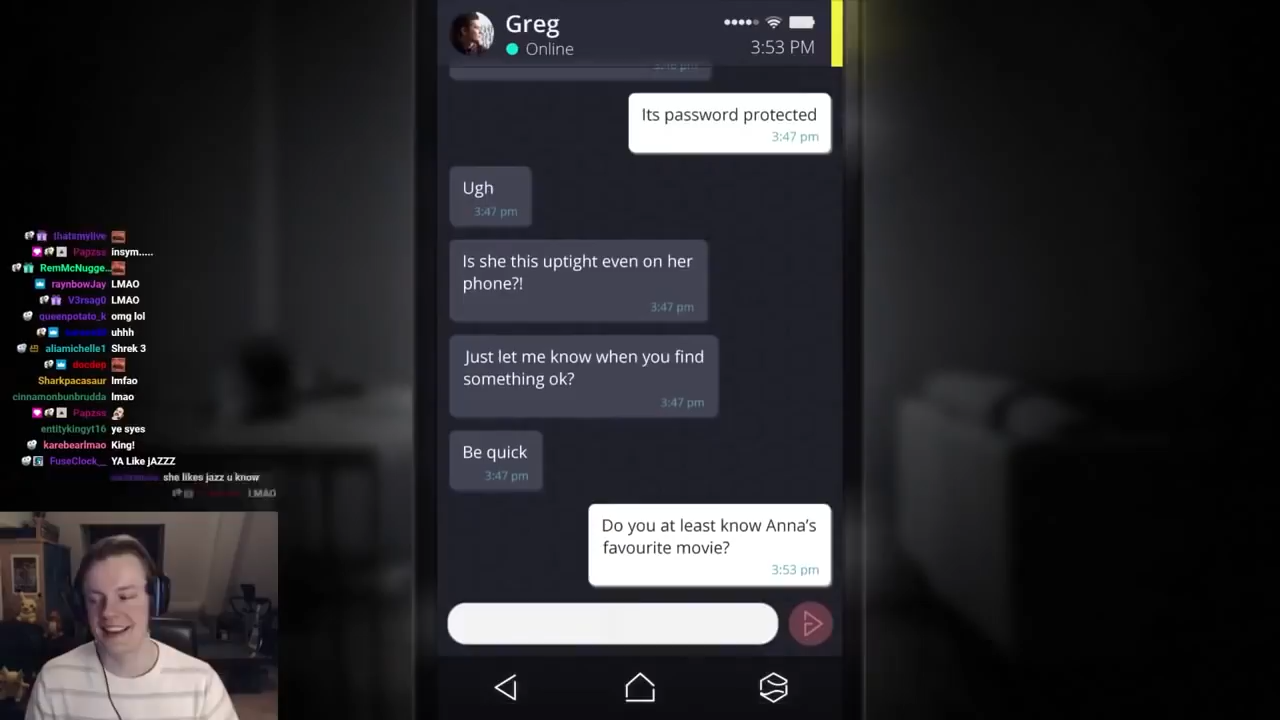 Greg
Online
3:53 PM
Its password protected
3:47 pm
Ugh
3:47 pm
Is she this uptight even on her
phone?!
3:47 pm
Just let me know when you find
something ok?
3:47 pm
Be quick
3:47 pm
Do you at least know Anna's
favourite movie?
3:53 pm
thatsmylive
Papzss insym.....
RemMcNugge...
raynbowJay LMAO
V3rsag0 LMAO
queenpotato_k omg lol
uhhh
aliamichelle1 Shrek 3
docdep
Sharkpacasaur lmfao
cinnamonbunbrudda lmao
Papzss
entitykingyt16 ye syes
karebearlmao King!
FuseClock__ YA Like jAZZZ
she likes jazz u know
LMAO